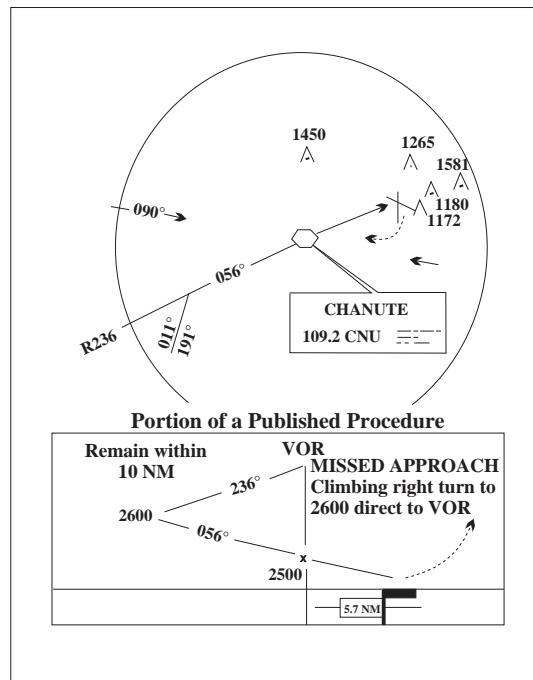 1450
1265
1581
1180
1172
090°
056°
R236
011°
191°
CHANUTE
109.2 CNU
Portion of a Published Procedure
Remain within
10 NM
VOR
MISSED APPROACH
Climbing right turn to
2600 direct to VOR
236°
2600
056°
x
2500
5.7 NM